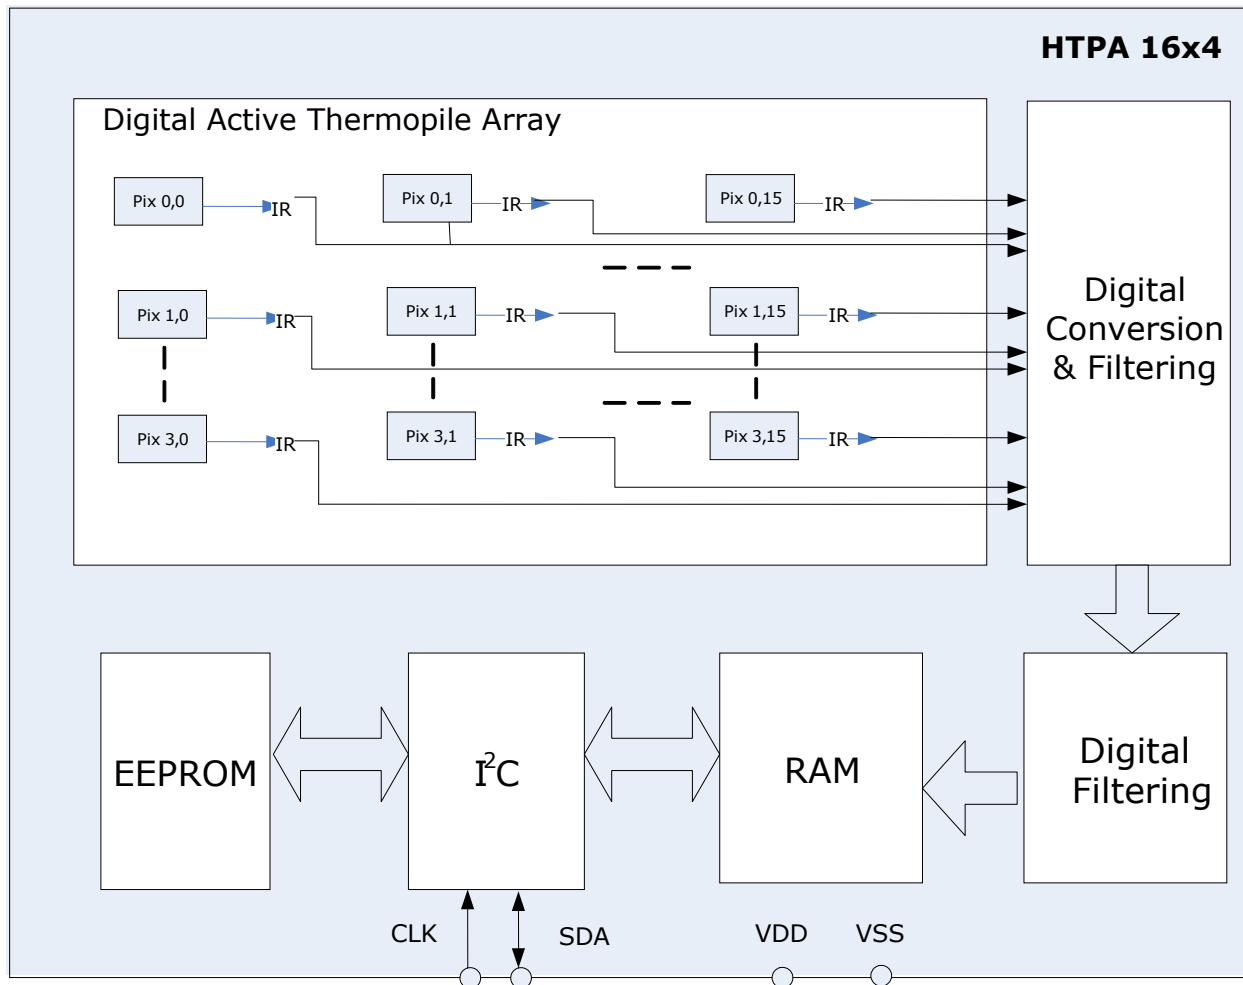 HTPA 16x4
Digital Active Thermopile Array
Pix 0,0
IR
Pix 0,1
IR
Pix 0,15
IR
Pix 1,0
IR
Pix 1,1
IR
Pix 1,15
IR
Pix 3,0
IR
Pix 3,1
IR
Pix 3,15
IR
Digital
Conversion
& Filtering
EEPROM
I²C
RAM
Digital
Filtering
CLK
SDA
VDD
VSS